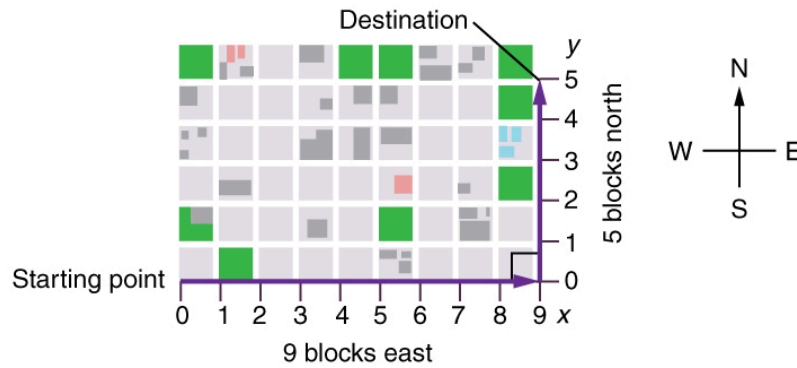 Destination
y
5
4
3
2
1
0
5 blocks north
Starting point
0 1 2 3 4 5 6 7 8 9 x
9 blocks east
N
W E
S